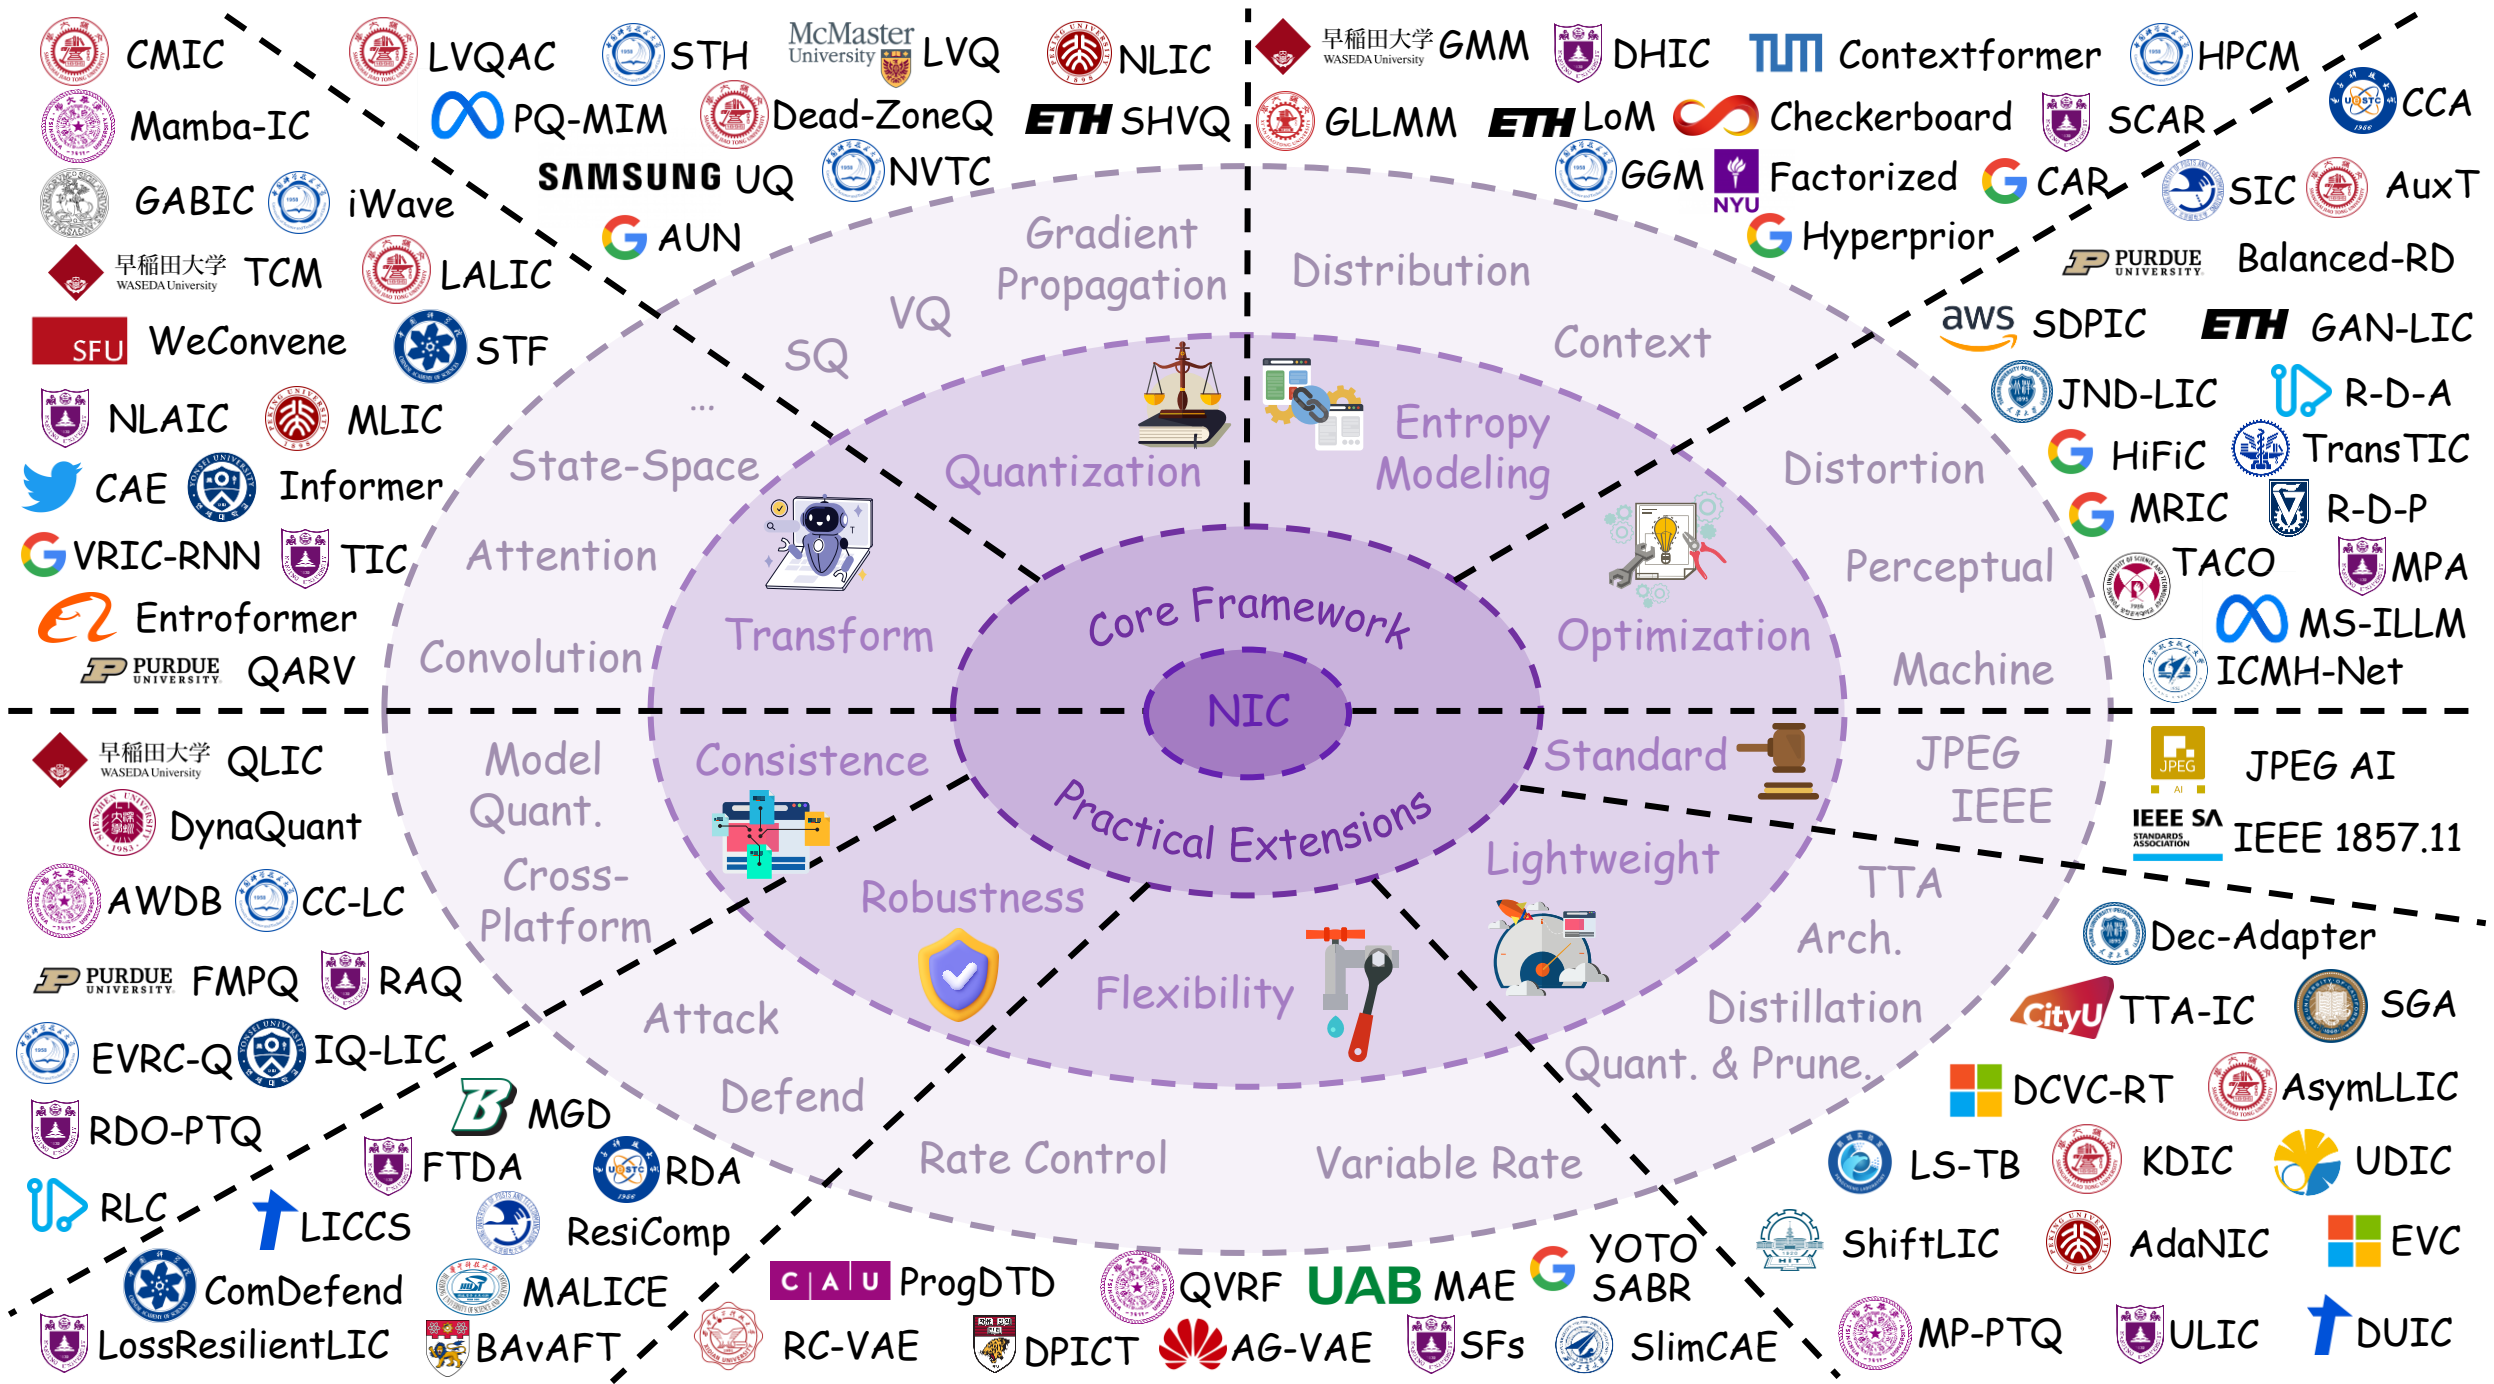 CMIC
LVQAC
STH
McMaster
University
LVQ
NLIC
Mamba-IC
PQ-MIM
Dead-ZoneQ
ETH SHVQ
GABIC
iWave
SAMSUNG UQ
NVTC
早稲田大学
WASEDA University
TCM
LALIC
AUN
SFU WeConvene
STF
NLAIC
MLIC
CAE
Informer
VRIC-RNN
TIC
Entroformer
PURDUE
UNIVERSITY
QARV
早稲田大学
WASEDA University
GMM
DHIC
TUM Contextformer
HPCM
GLLMM
ETH LoM
Checkerboard
SCAR
CCA
GGM
NYU
Factorized
CAR
SIC
AuxT
Hyperprior
PURDUE
UNIVERSITY
Balanced-RD
aws SDPIC
ETH GAN-LIC
JND-LIC
R-D-A
HiFiC
TransTIC
MRIC
R-D-P
TACO
MPA
MS-ILLM
ICMH-Net
Gradient
Propagation
VQ
SQ
...
State-Space
Attention
Convolution
Distribution
Context
Distortion
Perceptual
Machine
Quantization
Entropy
Modeling
Transform
Optimization
Core Framework
NIC
Practical Extensions
Consistence
Standard
Robustness
Flexibility
Lightweight
Model
Quant.
Cross-
Platform
Attack
Defend
Rate Control
Variable Rate
JPEG
IEEE
TTA
Arch.
Distillation
Quant. & Prune.
早稲田大学
WASEDA University
QLIC
DynaQuant
AWDB
CC-LC
PURDUE
UNIVERSITY
FMPQ
RAQ
EVRC-Q
IQ-LIC
RDO-PTQ
RLC
MGD
FTDA
RDA
LICCS
ResiComp
ComDefend
MALICE
LossResilientLIC
BAvAFT
CAU ProgDTD
QVRF
UAB MAE
YOTO
SABR
RC-VAE
DPICT
AG-VAE
SFs
SlimCAE
JPEG
AI
JPEG AI
IEEE SA
STANDARDS
ASSOCIATION
IEEE 1857.11
Dec-Adapter
CityU TTA-IC
SGA
DCVC-RT
AsymLLIC
LS-TB
KDIC
UDIC
ShiftLIC
AdaNIC
EVC
MP-PTQ
ULIC
DUIC